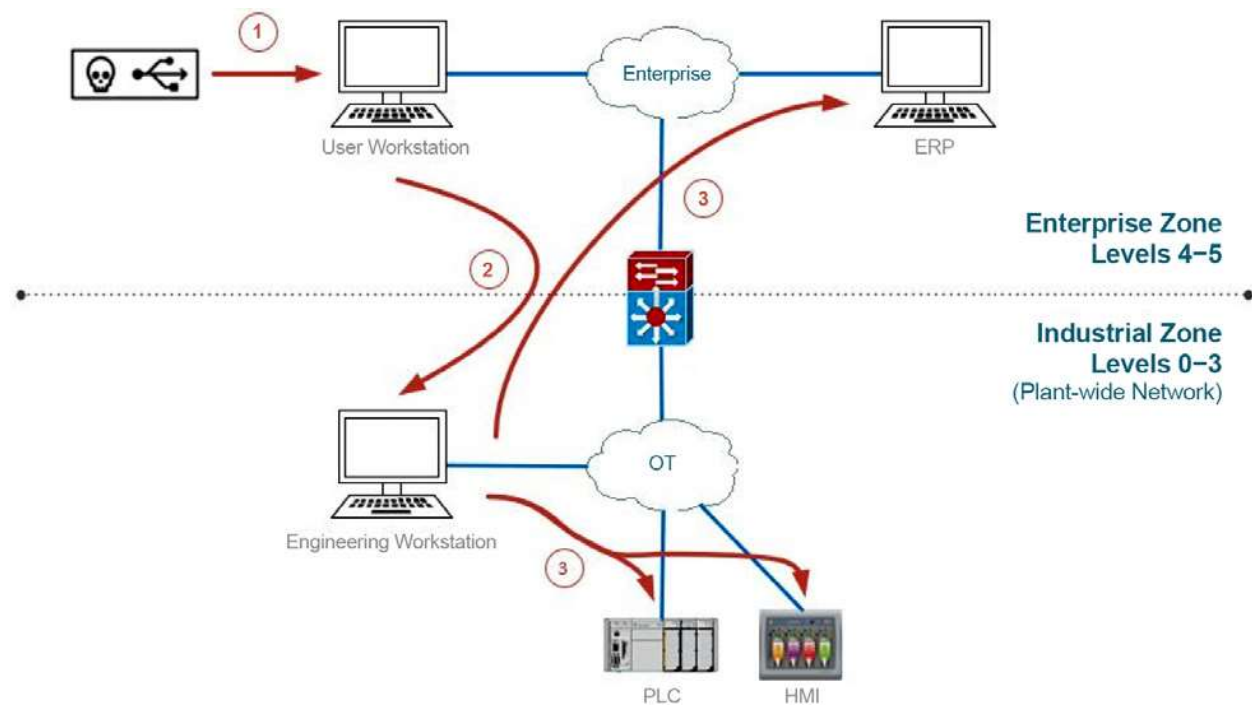 1
Enterprise
User Workstation
ERP
3
Enterprise Zone
Levels 4–5
2
Industrial Zone
Levels 0–3
(Plant-wide Network)
OT
Engineering Workstation
3
PLC
HMI